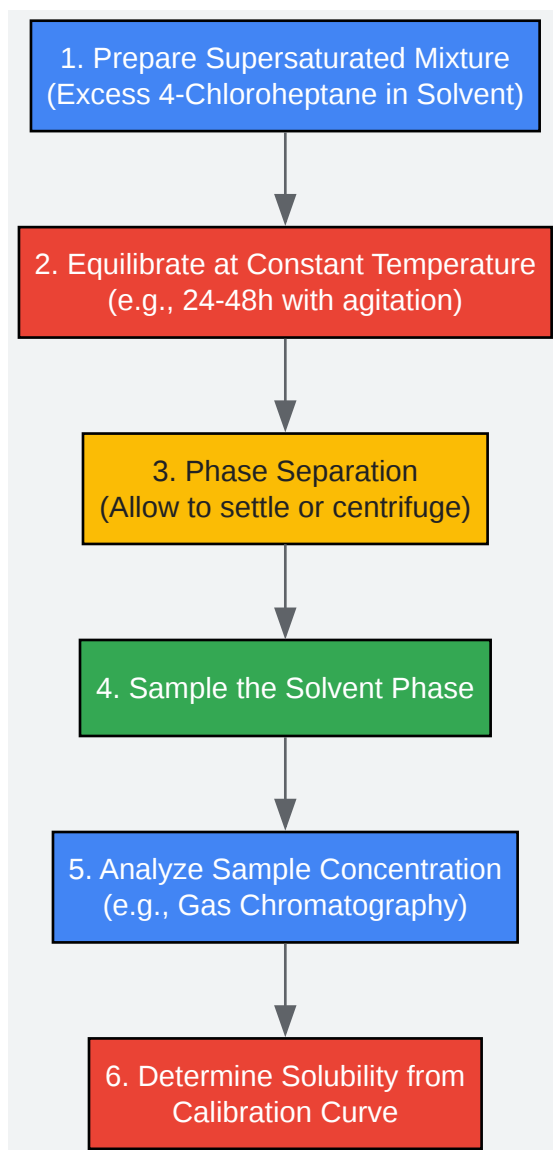 1. Prepare Supersaturated Mixture
(Excess 4-Chloroheptane in Solvent)
2. Equilibrate at Constant Temperature
(e.g., 24-48h with agitation)
3. Phase Separation
(Allow to settle or centrifuge)
4. Sample the Solvent Phase
5. Analyze Sample Concentration
(e.g., Gas Chromatography)
6. Determine Solubility from
Calibration Curve